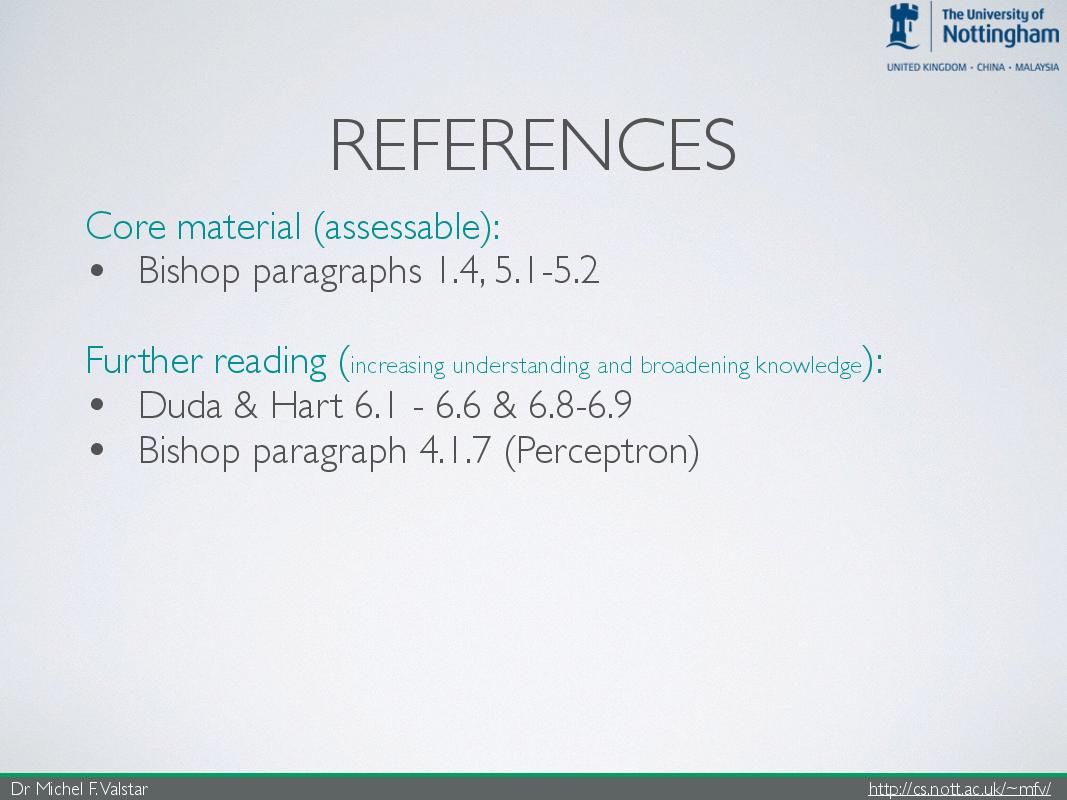 The University of
Nottingham
UNITED KINGDOM • CHINA • MALAYSIA
REFERENCES
Core material (assessable):
• Bishop paragraphs 1.4, 5.1-5.2
Further reading (increasing understanding and broadening knowledge):
• Duda & Hart 6.1 - 6.6 & 6.8-6.9
• Bishop paragraph 4.1.7 (Perceptron)
Dr Michel F. Valstar
http://cs.nott.ac.uk/~mfv/